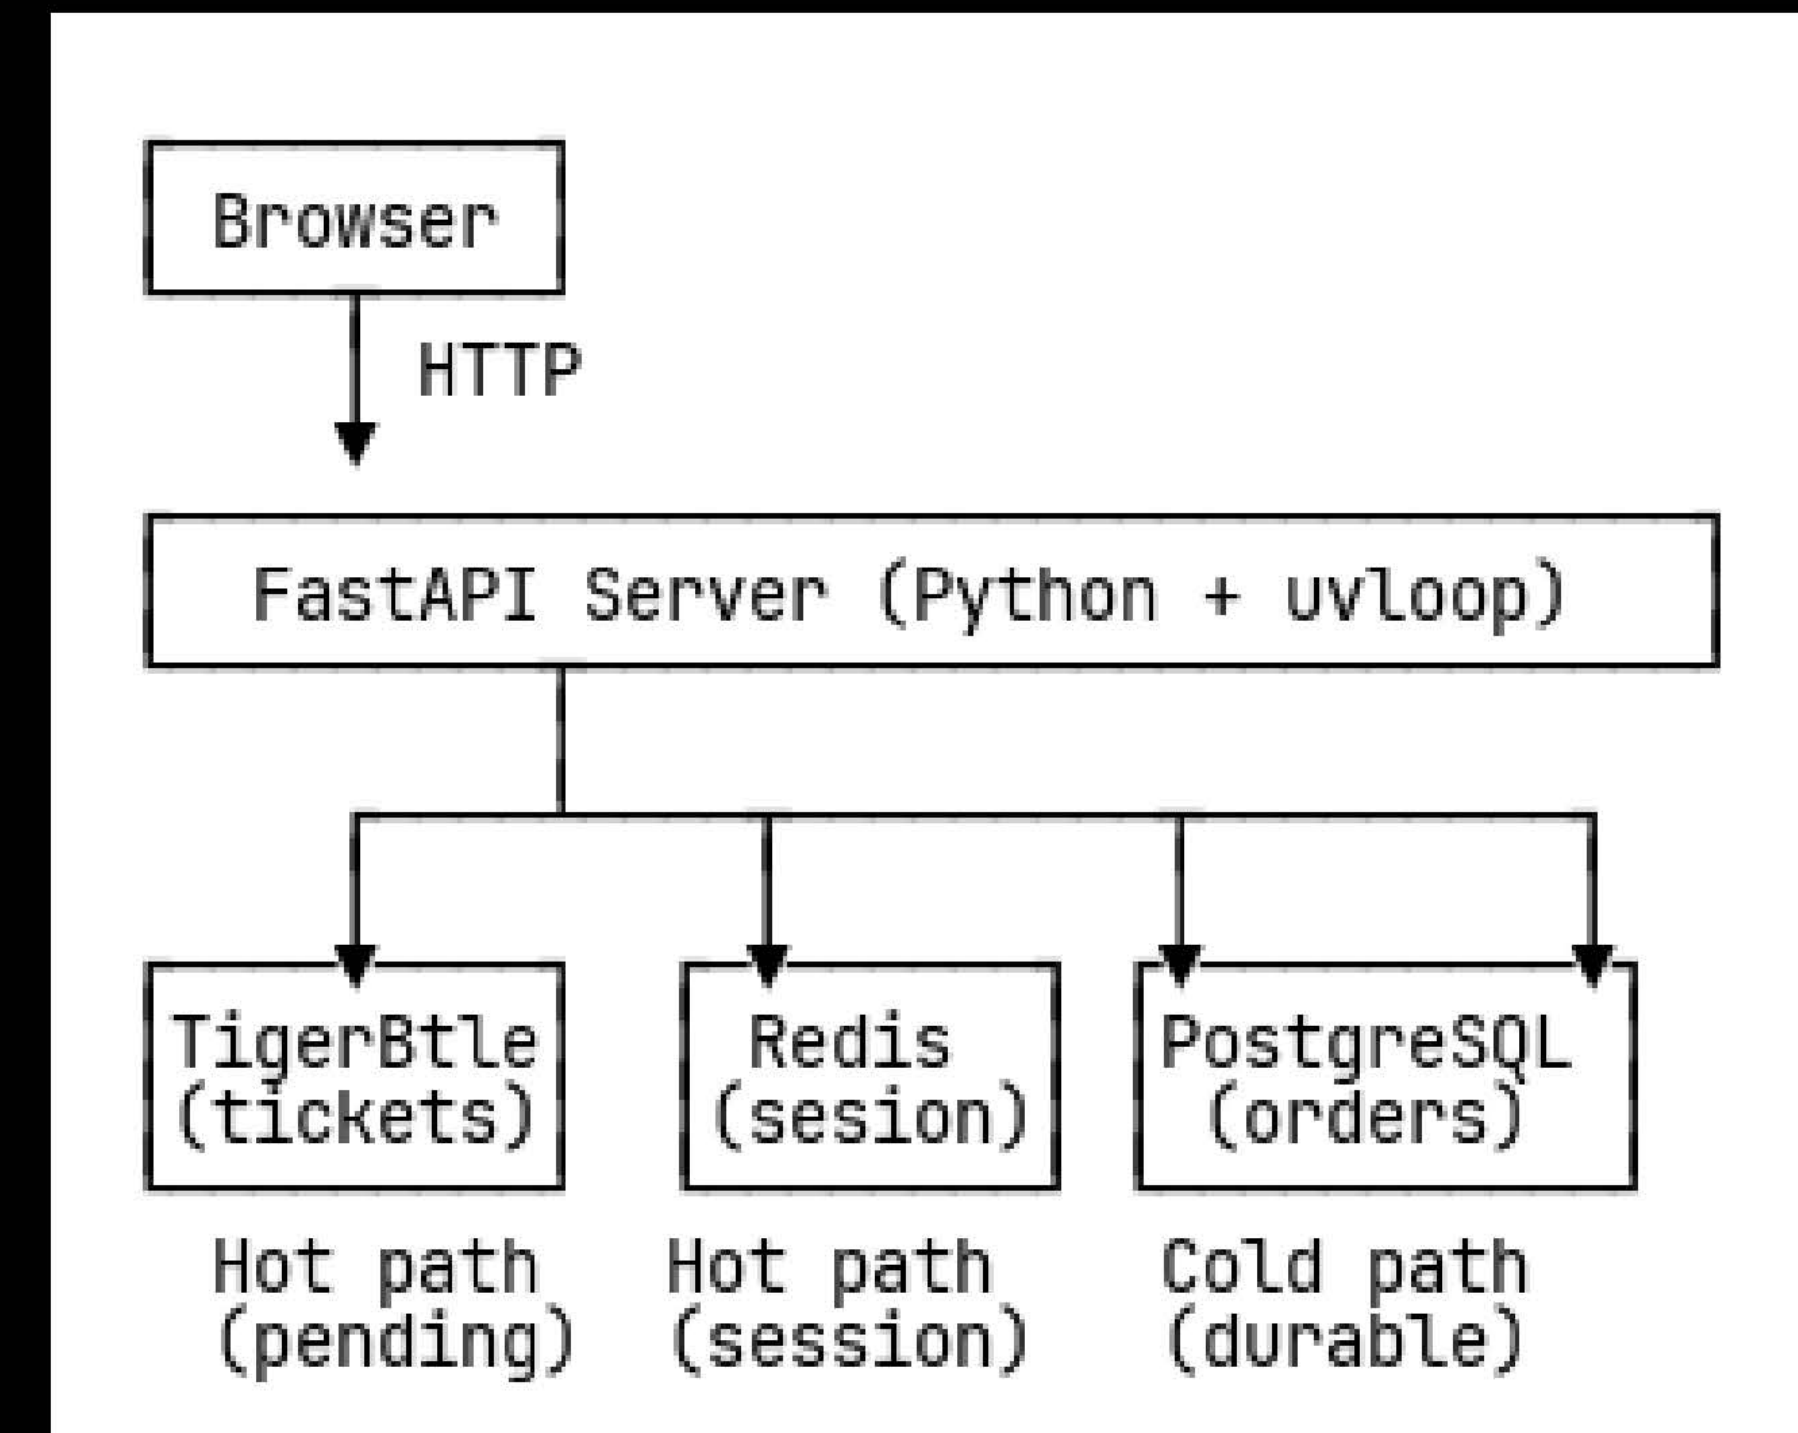 Browser
HTTP
FastAPI Server (Python + uvloop)
TigerBtle
(tickets)
Redis
(sesion)
PostgreSQL
(orders)
Hot path
(pending)
Hot path
(session)
Cold path
(durable)